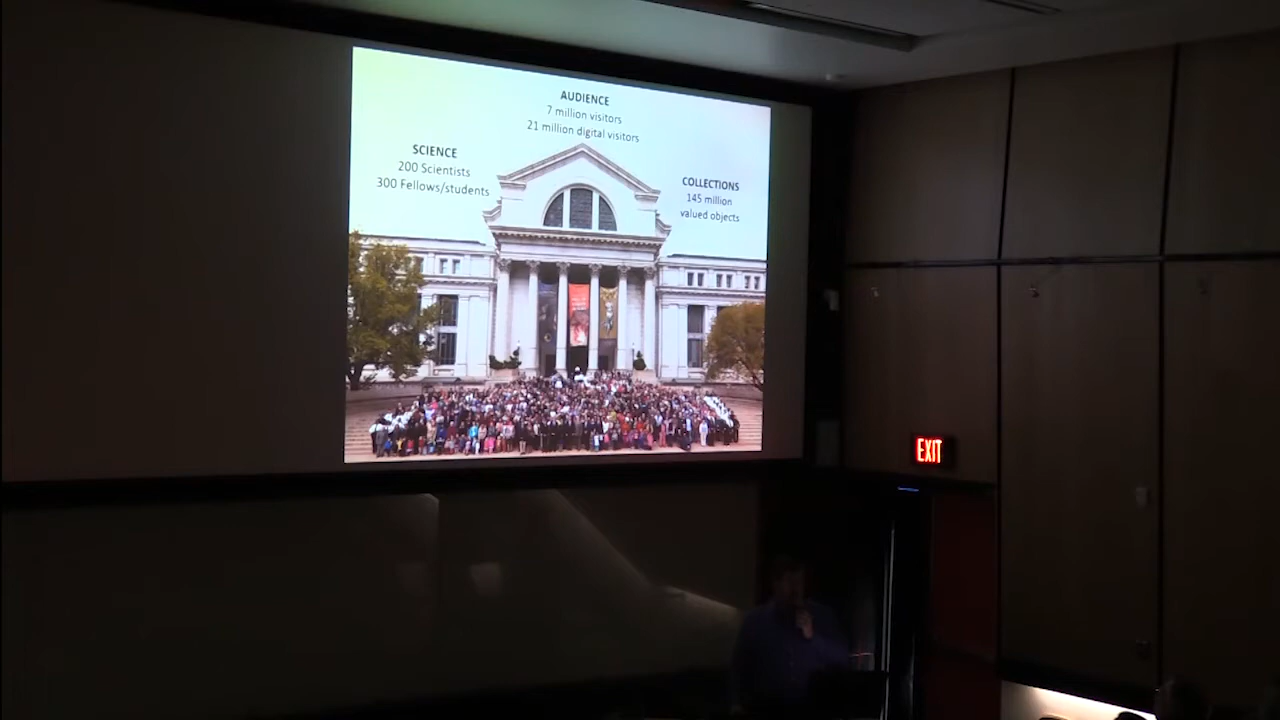 AUDIENCE
7 million visitors
21 million digital visitors
SCIENCE
200 Scientists
300 Fellows/students
COLLECTIONS
145 million
valued objects
EXIT